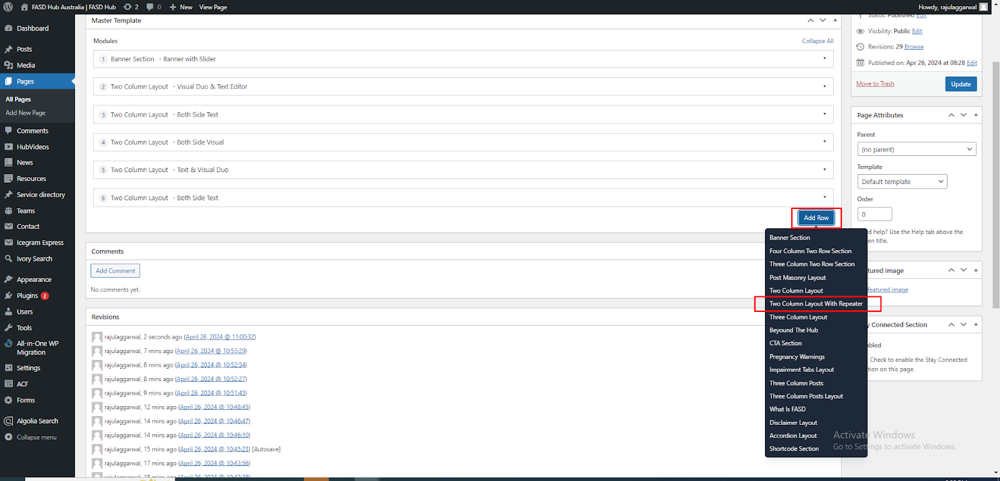 FASD Hub Australia | FASD Hub 2 0 New View Page Howdy, rajulaggarwal
Dashboard
Posts
Media
Pages
All Pages
Add New Page
Comments
HubVideos
News
Resources
Service directory
Teams
Contact
Icegram Express
Ivory Search
Appearance
Plugins 2
Users
Tools
All-in-One WP
Migration
Settings
ACF
Forms
Algolia Search
Collapse menu
Master Template
Modules Collapse All
1 Banner Section - Banner with Slider
2 Two Column Layout - Visual Duo & Text Editor
3 Two Column Layout - Both Side Text
4 Two Column Layout - Both Side Visual
5 Two Column Layout - Text & Visual Duo
6 Two Column Layout - Both Side Text
Add Row
Banner Section
Four Column Two Row Section
Three Column Two Row Section
Post Masonry Layout
Two Column Layout
Two Column Layout With Repeater
Three Column Layout
Beyound The Hub
CTA Section
Pregnancy Warnings
Impairment Tabs Layout
Three Column Posts
Three Column Posts Layout
What Is FASD
Disclaimer Layout
Accordion Layout
Shortcode Section
Comments
Add Comment
No comments yet.
Revisions
rajulaggarwal, 2 seconds ago (April 26, 2024 @ 11:00:32)
rajulaggarwal, 7 mins ago (April 26, 2024 @ 10:53:29)
rajulaggarwal, 8 mins ago (April 26, 2024 @ 10:52:54)
rajulaggarwal, 8 mins ago (April 26, 2024 @ 10:52:27)
rajulaggarwal, 9 mins ago (April 26, 2024 @ 10:51:45)
rajulaggarwal, 12 mins ago (April 26, 2024 @ 10:48:45)
rajulaggarwal, 14 mins ago (April 26, 2024 @ 10:46:47)
rajulaggarwal, 14 mins ago (April 26, 2024 @ 10:46:10)
rajulaggarwal, 15 mins ago (April 26, 2024 @ 10:45:23) [Autosave]
rajulaggarwal, 17 mins ago (April 26, 2024 @ 10:43:56)
Status: Published Edit
Visibility: Public Edit
Revisions: 29 Browse
Published on: Apr 26, 2024 at 08:28 Edit
Move to Trash Update
Page Attributes
Parent
(no parent)
Template
Default template
Order
0
ed help? Use the Help tab above the
en title.
tured image
featured image
y Connected Section
bled
Check to enable the Stay Connected
tion on this page.
Activate Windows
Go to Settings to activate Windows.